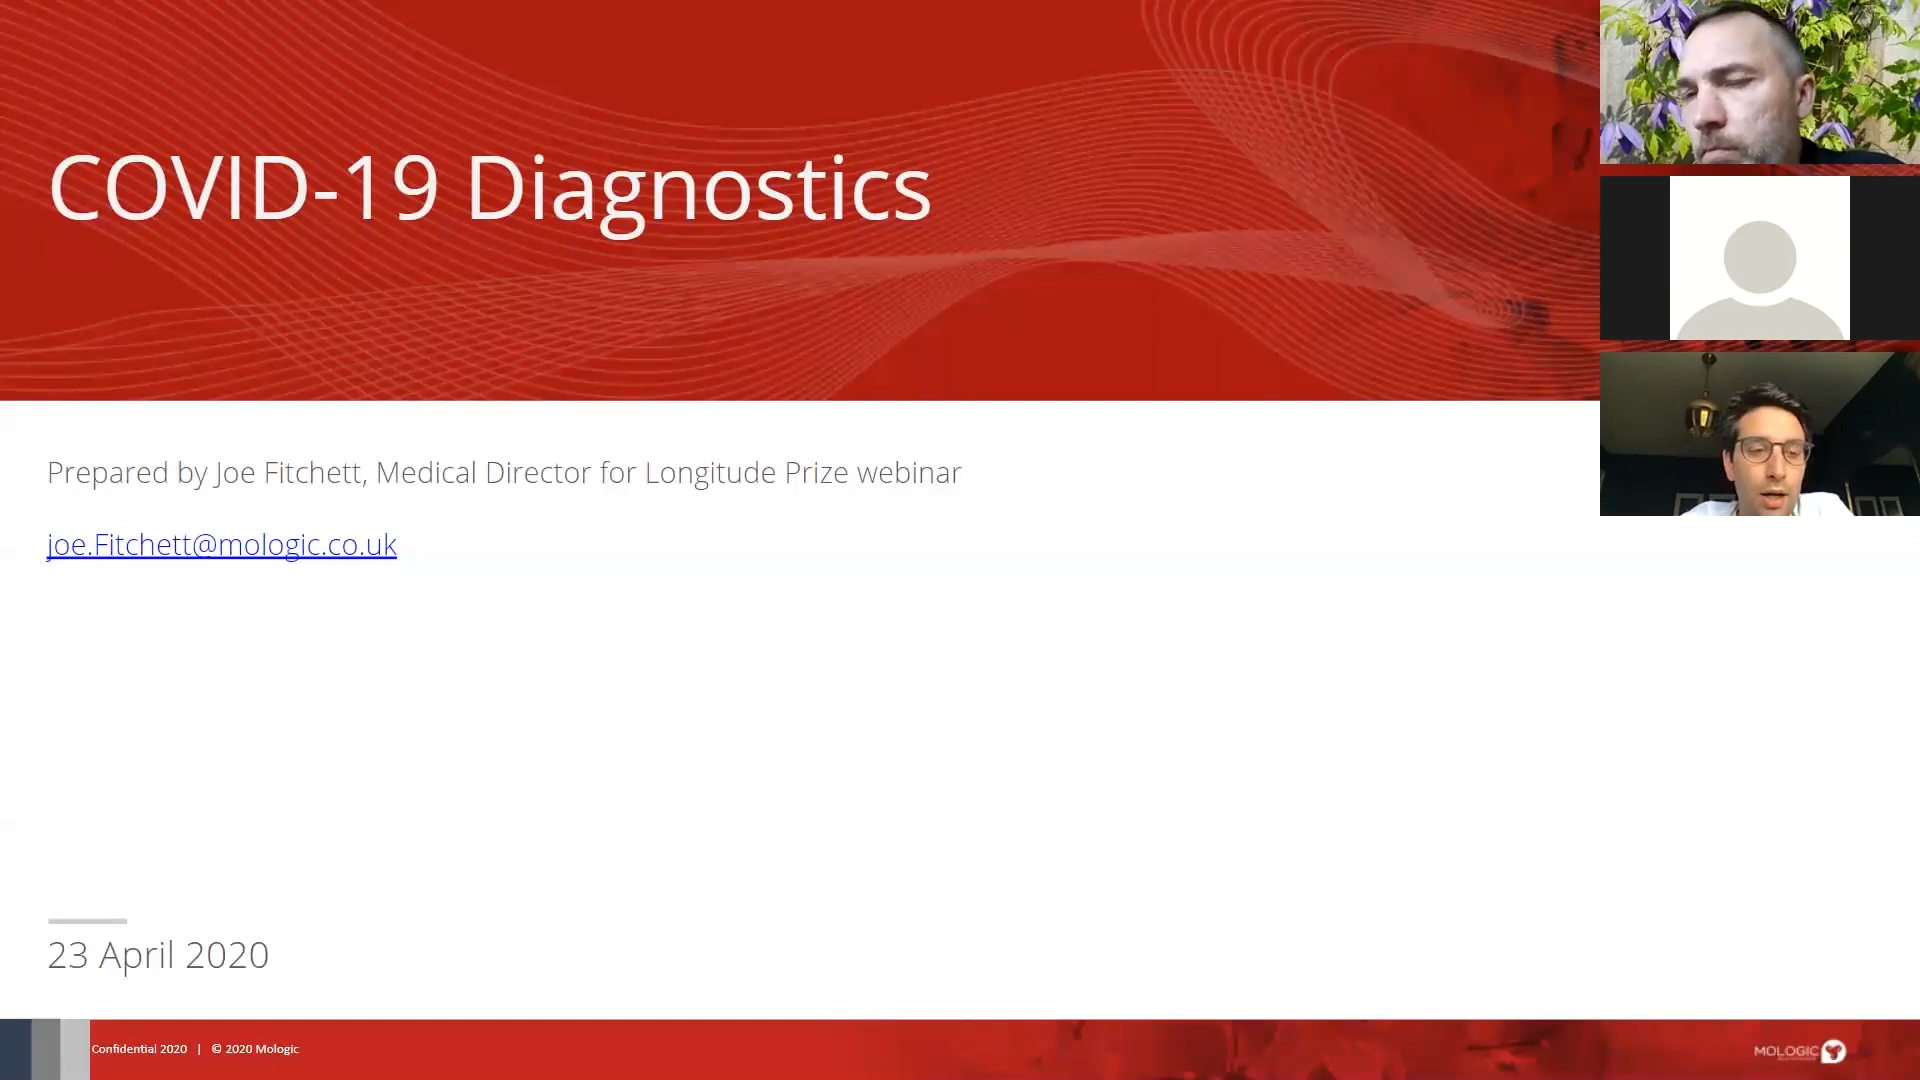 COVID-19 Diagnostics
Prepared by Joe Fitchett, Medical Director for Longitude Prize webinar
joe.Fitchett@mologic.co.uk
23 April 2020
Confidential 2020 | © 2020 Mologic
MOLOGIC